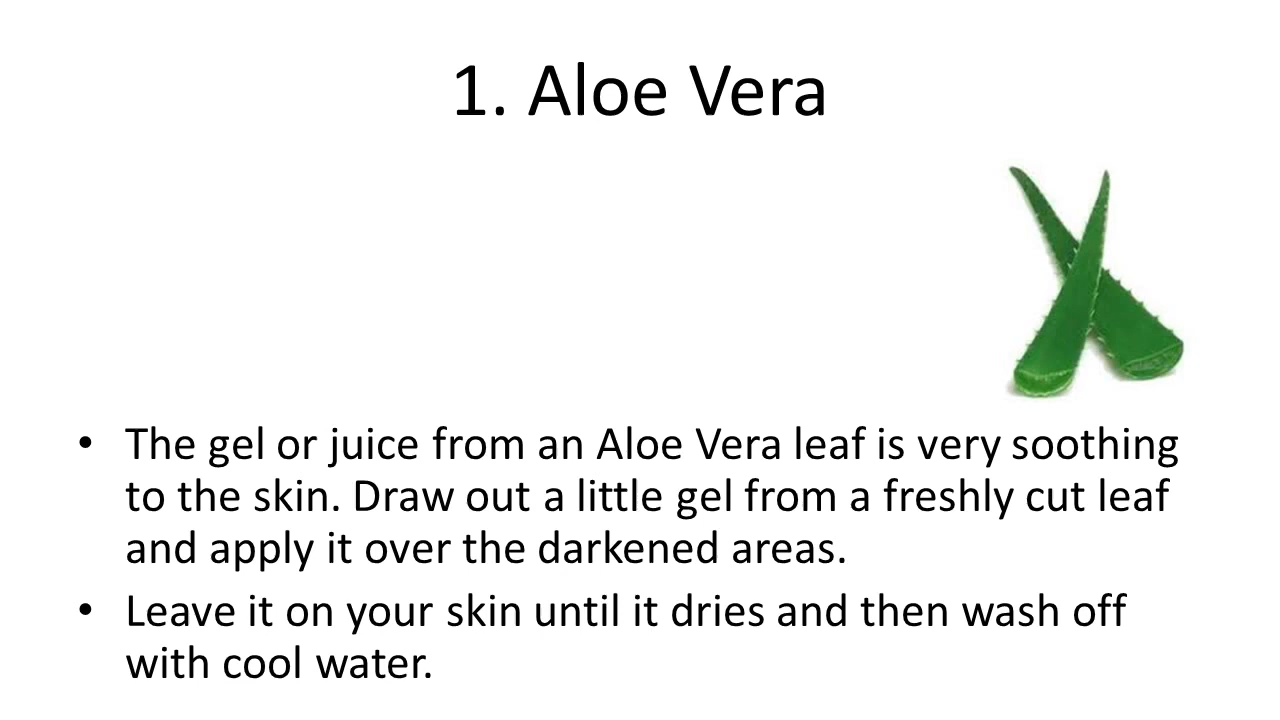 1. Aloe Vera
• The gel or juice from an Aloe Vera leaf is very soothing
to the skin. Draw out a little gel from a freshly cut leaf
and apply it over the darkened areas.
• Leave it on your skin until it dries and then wash off
with cool water.